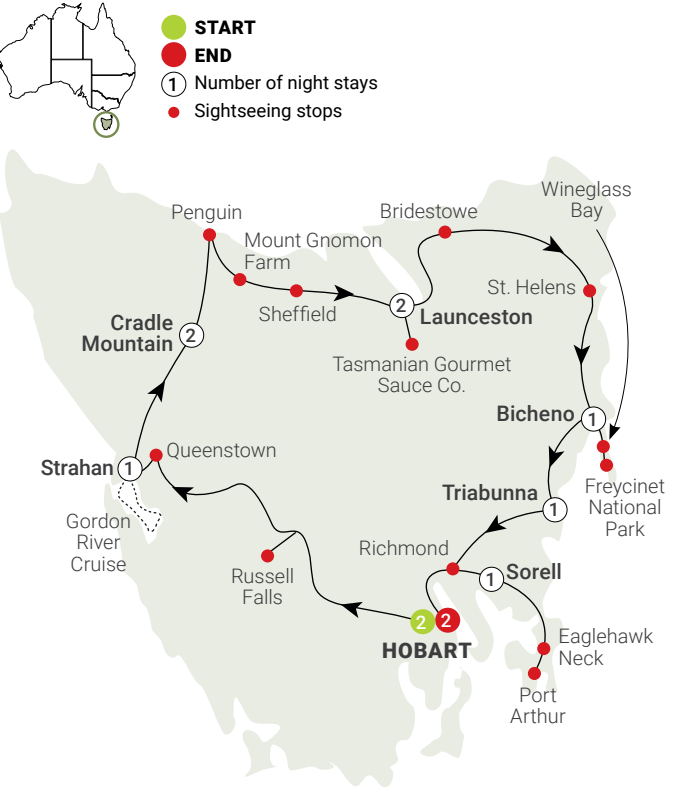 START
END
1 Number of night stays
Sightseeing stops
Wineglass
Bay
Penguin
Bridestowe
Mount Gnomon
Farm
St. Helens
Sheffield
2
Launceston
Cradle
Mountain
2
Tasmanian Gourmet
Sauce Co.
Bicheno
1
Queenstown
Strahan
1
Freycinet
National
Park
Triabunna
1
Gordon
River
Cruise
Richmond
Russell
Falls
1
Sorell
2
2
HOBART
Eaglehawk
Neck
Port
Arthur